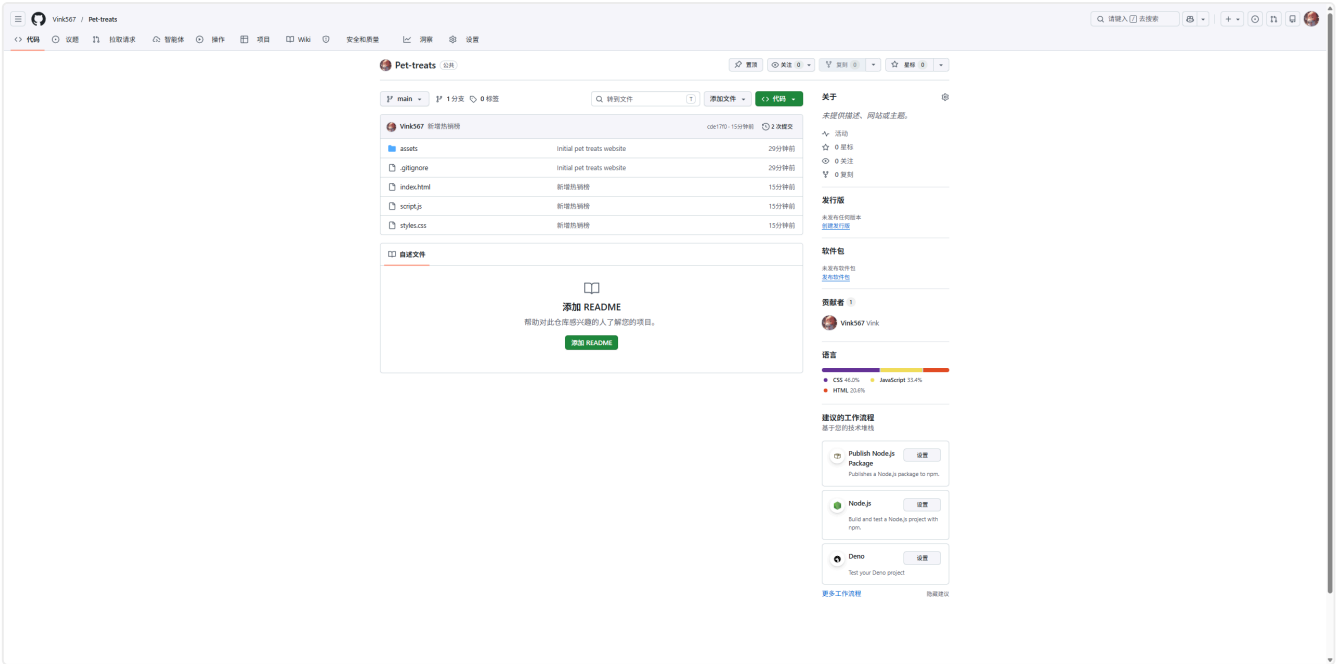 Vink567 / Pet-treats
请键入 / 去搜索
代码 议题 拉取请求 智能体 操作 项目 Wiki 安全和质量 洞察 设置
Pet-treats 公共
置顶 关注 0 复刻 0 星标 0
main 1 分支 0 标签
转到文件 T 添加文件 代码
Vink567 新增热销榜 cde17f0 · 15分钟前 2 次提交
assets Initial pet treats website 29分钟前
.gitignore Initial pet treats website 29分钟前
index.html 新增热销榜 15分钟前
script.js 新增热销榜 15分钟前
styles.css 新增热销榜 15分钟前
自述文件
添加 README
帮助对此仓库感兴趣的人了解您的项目。
添加 README
关于
未提供描述、网站或主题。
活动
0 星标
0 关注
0 复刻
发行版
未发布任何版本
创建发行版
软件包
未发布软件包
发布软件包
贡献者 1
Vink567 Vink
语言
CSS 46.0% JavaScript 33.4%
HTML 20.6%
建议的工作流程
基于您的技术堆栈
Publish Node.js Package 设置
Publishes a Node.js package to npm.
Node.js 设置
Build and test a Node.js project with
npm.
Deno 设置
Test your Deno project
更多工作流程 隐藏建议